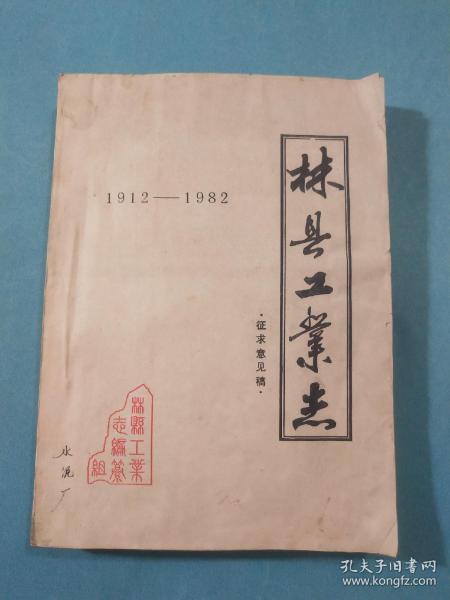 林县工業志
1912——1982
·征求意见稿·
林縣工業
志編纂
組
水泥厂
孔夫子旧书网
www.kongfz.com